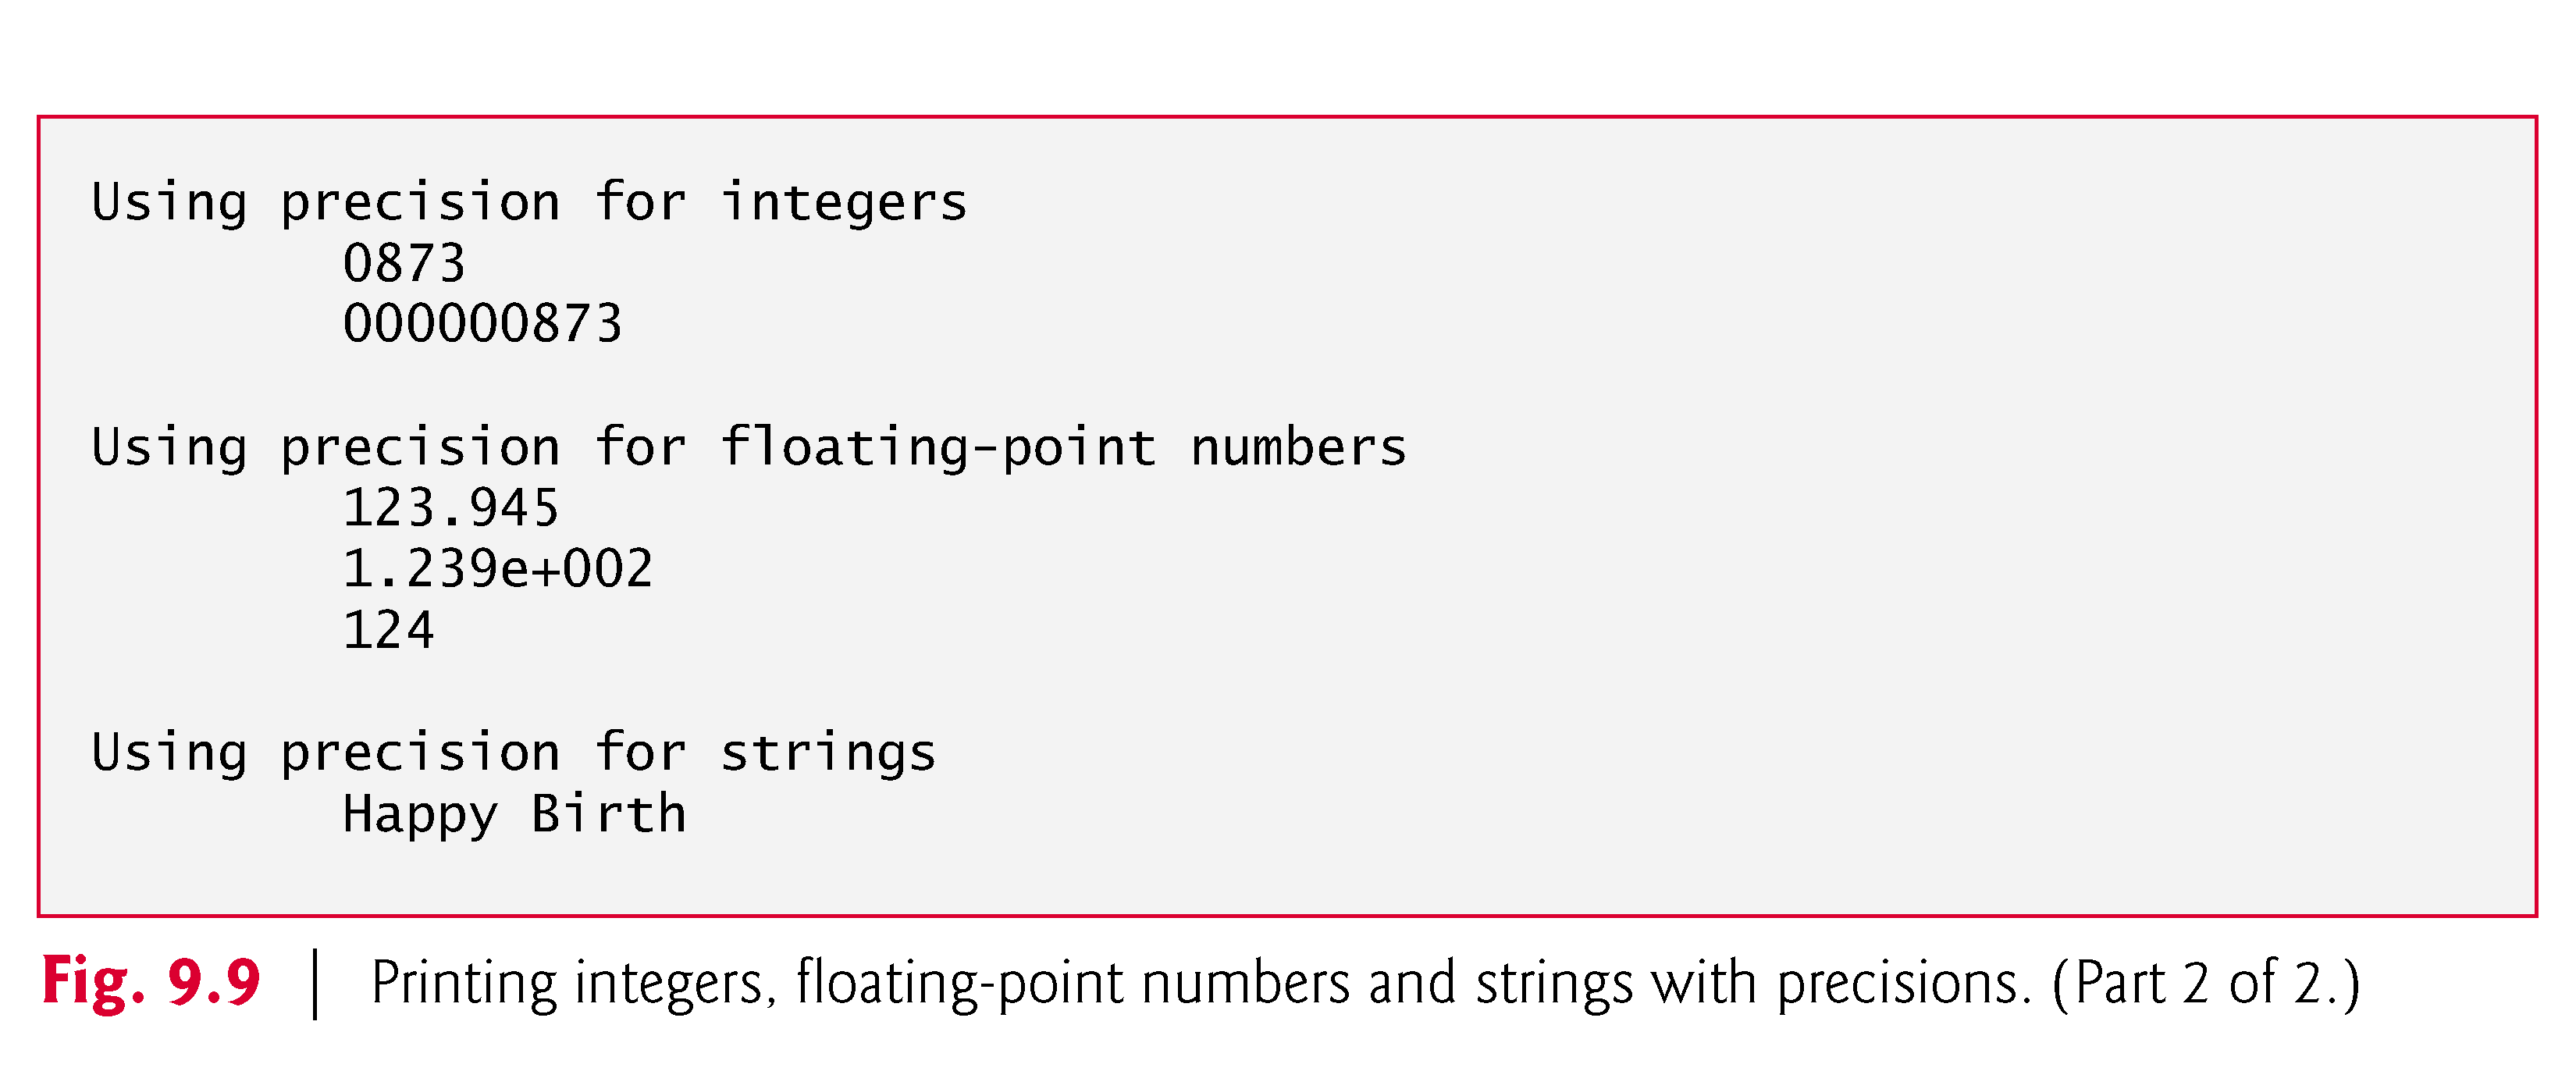 Using precision for integers
        0873
        000000873

Using precision for floating-point numbers
        123.945
        1.239e+002
        124

Using precision for strings
        Happy Birth

Fig. 9.9 | Printing integers, floating-point numbers and strings with precisions. (Part 2 of 2.)